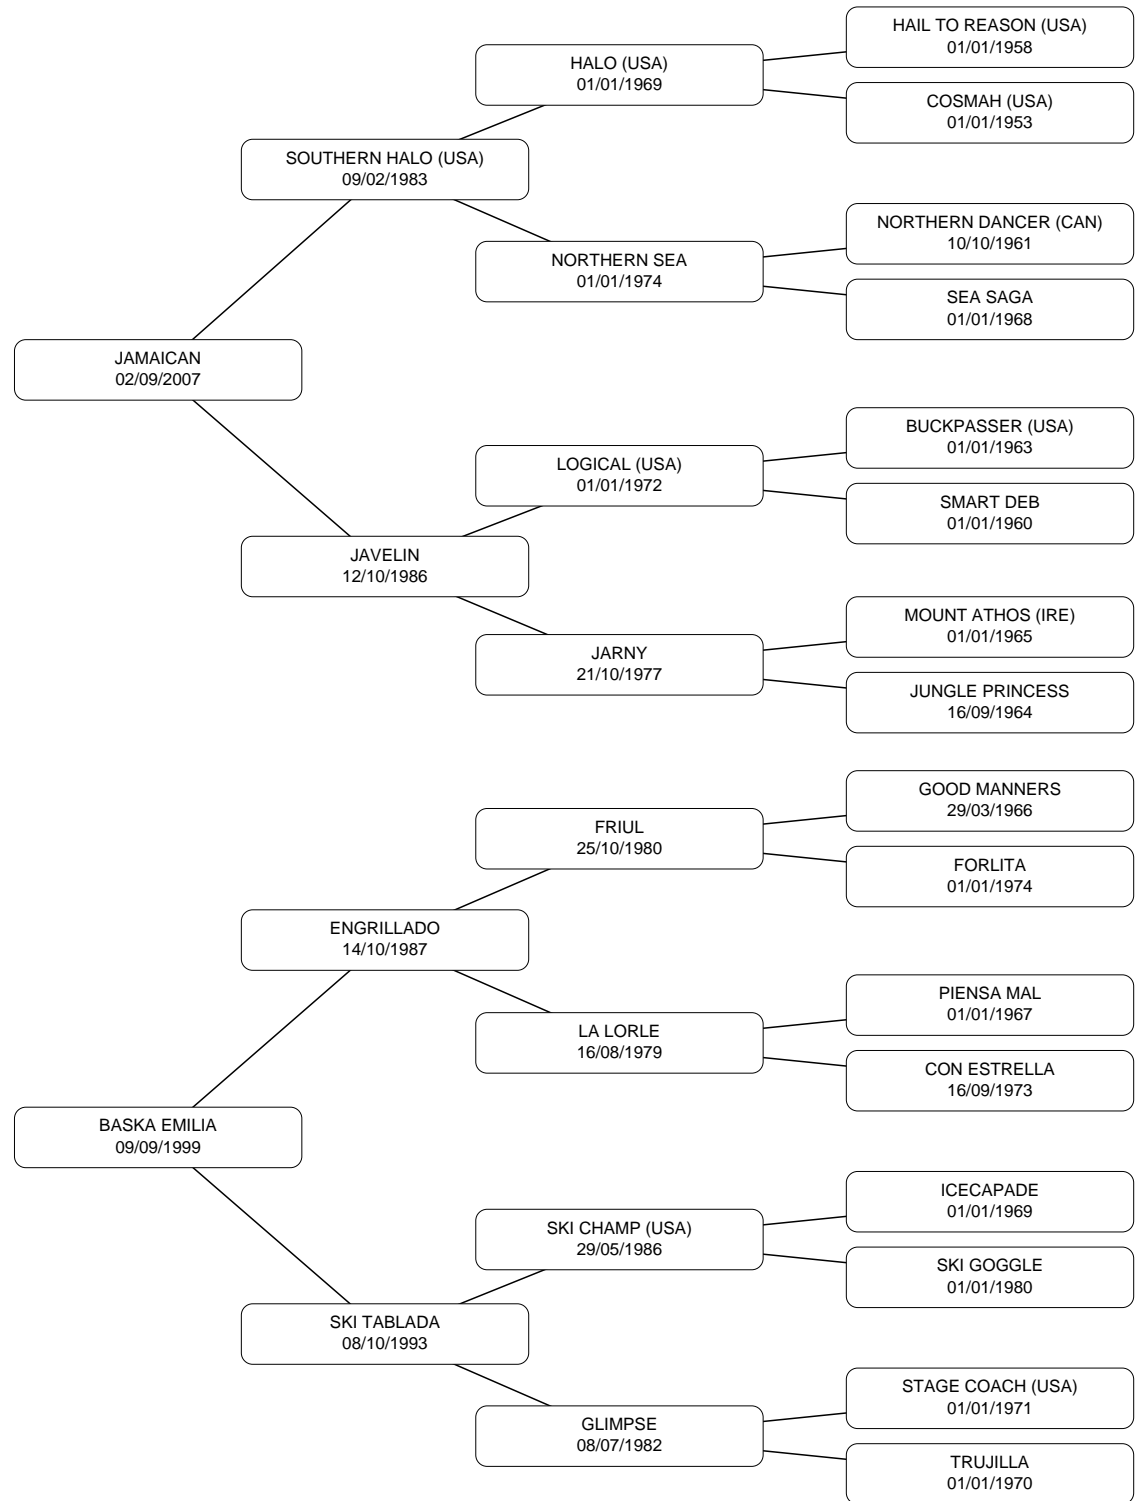 HAIL TO REASON (USA)
01/01/1958
HALO (USA)
01/01/1969
COSMAH (USA)
01/01/1953
SOUTHERN HALO (USA)
09/02/1983
NORTHERN DANCER (CAN)
10/10/1961
NORTHERN SEA
01/01/1974
SEA SAGA
01/01/1968
JAMAICAN
02/09/2007
BUCKPASSER (USA)
01/01/1963
LOGICAL (USA)
01/01/1972
SMART DEB
01/01/1960
JAVELIN
12/10/1986
MOUNT ATHOS (IRE)
01/01/1965
JARNY
21/10/1977
JUNGLE PRINCESS
16/09/1964
GOOD MANNERS
29/03/1966
FRIUL
25/10/1980
FORLITA
01/01/1974
ENGRILLADO
14/10/1987
PIENSA MAL
01/01/1967
LA LORLE
16/08/1979
CON ESTRELLA
16/09/1973
BASKA EMILIA
09/09/1999
ICECAPADE
01/01/1969
SKI CHAMP (USA)
29/05/1986
SKI GOGGLE
01/01/1980
SKI TABLADA
08/10/1993
STAGE COACH (USA)
01/01/1971
GLIMPSE
08/07/1982
TRUJILLA
01/01/1970